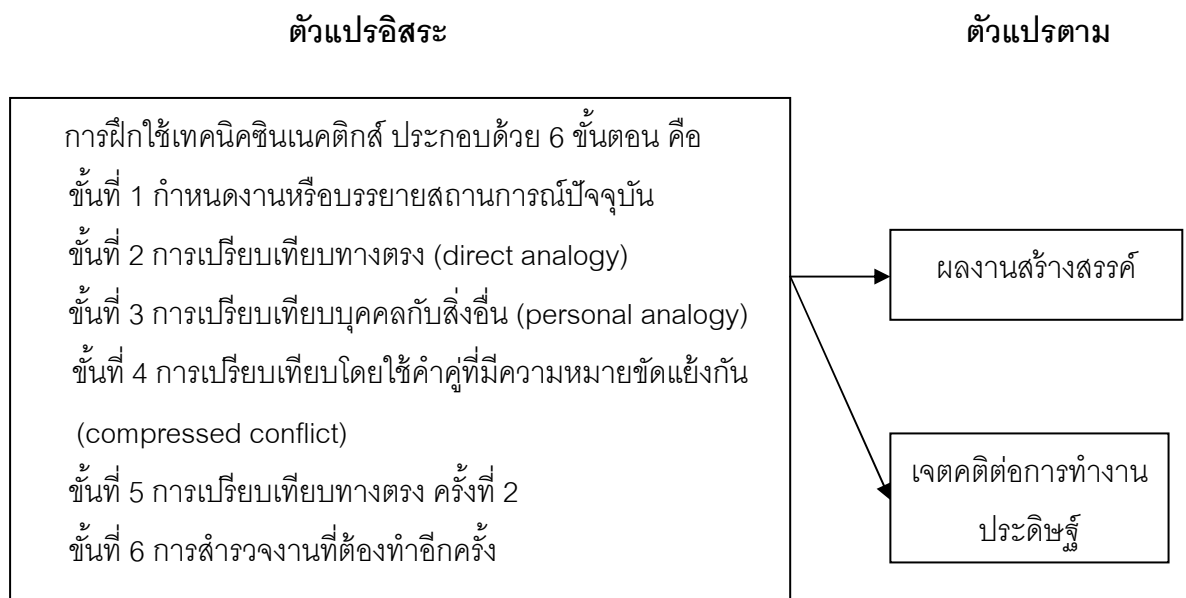 ตัวแปรอิสระ
ตัวแปรตาม
การฝึกใช้เทคนิคซินเนคติกส์ ประกอบด้วย 6 ขั้นตอน คือ
ขั้นที่ 1 กำหนดงานหรือบรรยายสถานการณ์ปัจจุบัน
ขั้นที่ 2 การเปรียบเทียบทางตรง (direct analogy)
ขั้นที่ 3 การเปรียบเทียบบุคคลกับสิ่งอื่น (personal analogy)
ขั้นที่ 4 การเปรียบเทียบโดยใช้คำคู่ที่มีความหมายขัดแย้งกัน
(compressed conflict)
ขั้นที่ 5 การเปรียบเทียบทางตรง ครั้งที่ 2
ขั้นที่ 6 การสำรวจงานที่ต้องทำอีกครั้ง
ผลงานสร้างสรรค์
เจตคติต่อการทำงาน
ประดิษฐ์